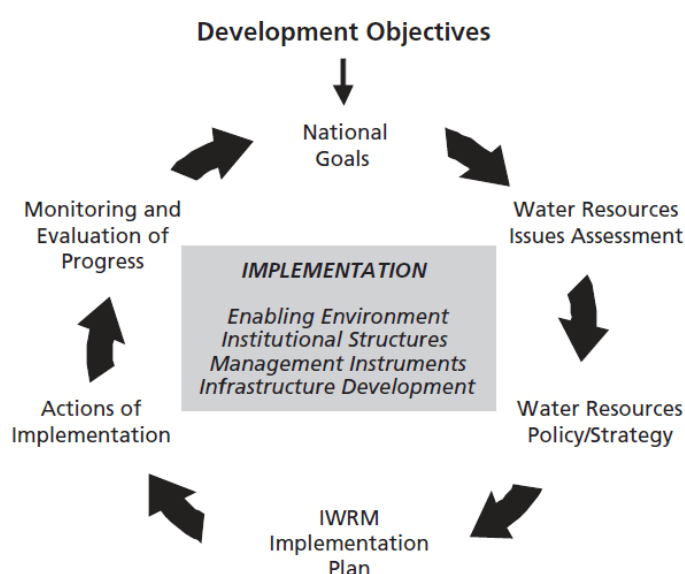 Development Objectives
National
Goals
Water Resources
Issues Assessment
Monitoring and
Evaluation of
Progress
IMPLEMENTATION
Enabling Environment
Institutional Structures
Management Instruments
Infrastructure Development
Water Resources
Policy/Strategy
Actions of
Implementation
IWRM
Implementation
Plan